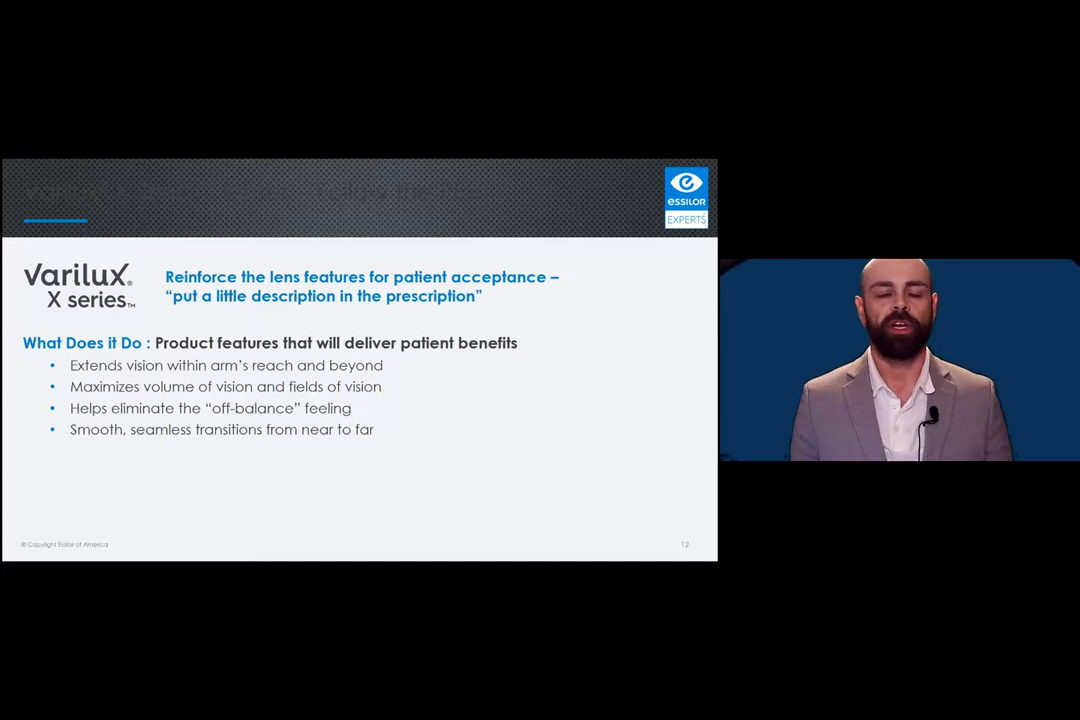 essilor
EXPERTS
Varilux®
X series™
Reinforce the lens features for patient acceptance –
“put a little description in the prescription”
What Does it Do : Product features that will deliver patient benefits
• Extends vision within arm’s reach and beyond
• Maximizes volume of vision and fields of vision
• Helps eliminate the “off-balance” feeling
• Smooth, seamless transitions from near to far
© Copyright Essilor of America
12